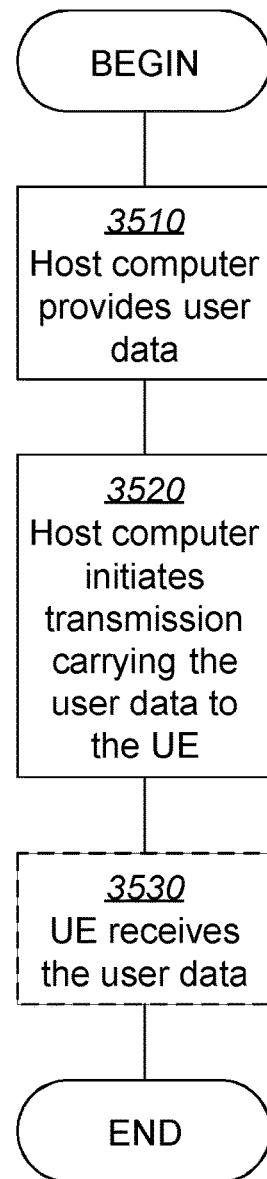 BEGIN
3510
Host computer
provides user
data
3520
Host computer
initiates
transmission
carrying the
user data to
the UE
3530
UE receives
the user data
END